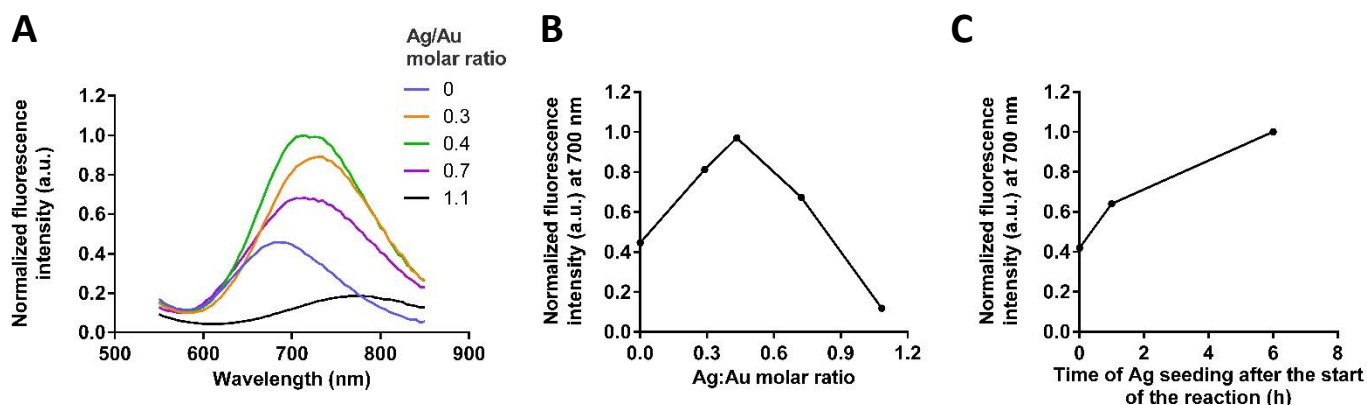 A
Ag/Au
molar ratio
0
0.3
0.4
0.7
1.1
Normalized fluorescence
intensity (a.u.)
1.2
1.0
0.8
0.6
0.4
0.2
0.0
500 600 700 800 900
Wavelength (nm)
B
Normalized fluorescence
intensity (a.u.) at 700 nm
1.2
1.0
0.8
0.6
0.4
0.2
0.0
0.0 0.3 0.6 0.9 1.2
Ag:Au molar ratio
C
Normalized fluorescence
intensity (a.u.) at 700 nm
1.2
1.0
0.8
0.6
0.4
0.2
0.0
0 2 4 6 8
Time of Ag seeding after the start
of the reaction (h)